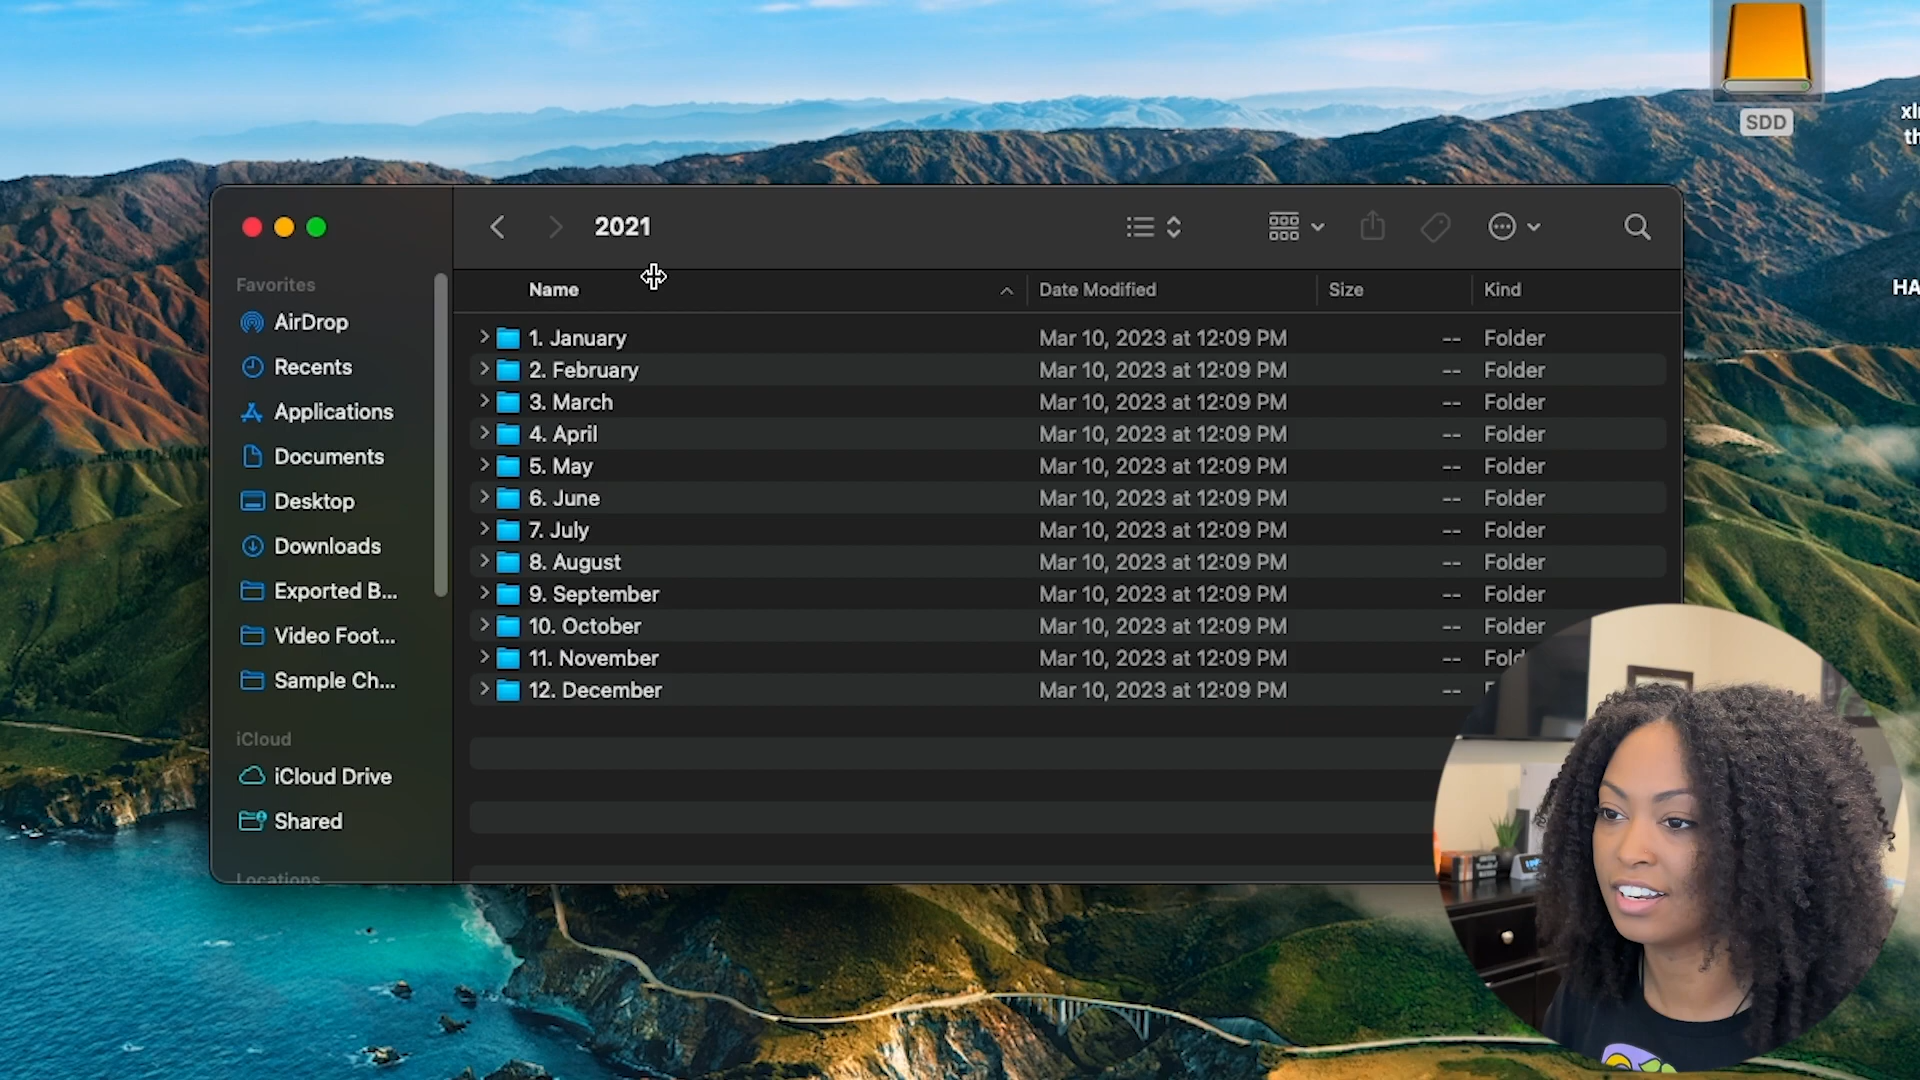 SDD
xl
th
HA
2021
Favorites
AirDrop
Recents
Applications
Documents
Desktop
Downloads
Exported B...
Video Foot...
Sample Ch...
iCloud
iCloud Drive
Shared
Locations
Name Date Modified Size Kind
1. January Mar 10, 2023 at 12:09 PM -- Folder
2. February Mar 10, 2023 at 12:09 PM -- Folder
3. March Mar 10, 2023 at 12:09 PM -- Folder
4. April Mar 10, 2023 at 12:09 PM -- Folder
5. May Mar 10, 2023 at 12:09 PM -- Folder
6. June Mar 10, 2023 at 12:09 PM -- Folder
7. July Mar 10, 2023 at 12:09 PM -- Folder
8. August Mar 10, 2023 at 12:09 PM -- Folder
9. September Mar 10, 2023 at 12:09 PM -- Folder
10. October Mar 10, 2023 at 12:09 PM -- Folder
11. November Mar 10, 2023 at 12:09 PM -- Fold
12. December Mar 10, 2023 at 12:09 PM -- F